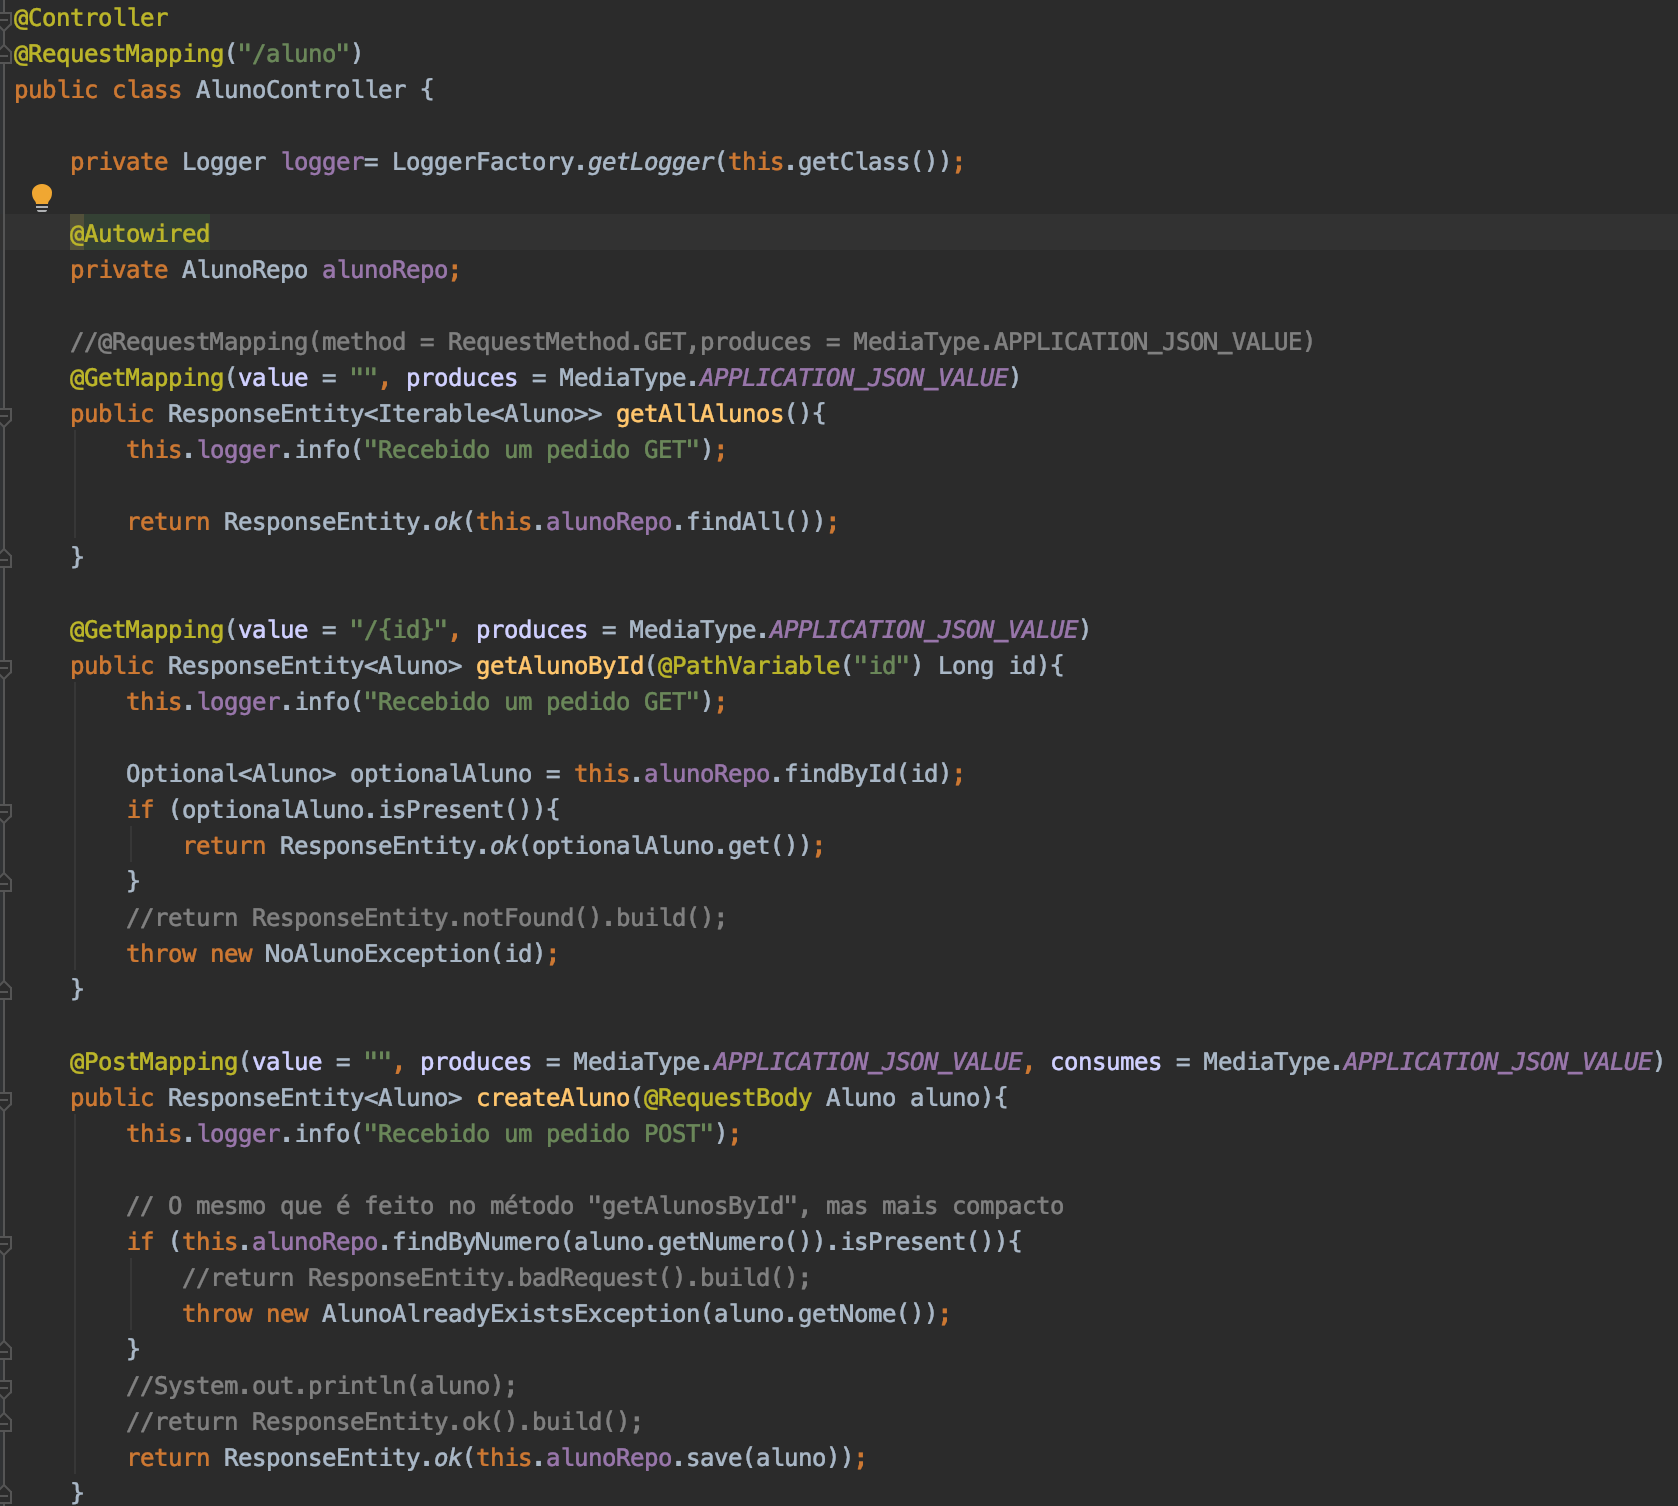 @Controller
@RequestMapping("/aluno")
public class AlunoController {
private Logger logger= LoggerFactory.getLogger(this.getClass());
@Autowired
private AlunoRepo alunoRepo;
//@RequestMapping(method = RequestMethod.GET,produces = MediaType.APPLICATION_JSON_VALUE)
@GetMapping(value = "", produces = MediaType.APPLICATION_JSON_VALUE)
public ResponseEntity<Iterable<Aluno>> getAllAlunos(){
this.logger.info("Recebido um pedido GET");
return ResponseEntity.ok(this.alunoRepo.findAll());
}
@GetMapping(value = "/{id}", produces = MediaType.APPLICATION_JSON_VALUE)
public ResponseEntity<Aluno> getAlunoById(@PathVariable("id") Long id){
this.logger.info("Recebido um pedido GET");
Optional<Aluno> optionalAluno = this.alunoRepo.findById(id);
if (optionalAluno.isPresent()){
return ResponseEntity.ok(optionalAluno.get());
}
//return ResponseEntity.notFound().build();
throw new NoAlunoException(id);
}
@PostMapping(value = "", produces = MediaType.APPLICATION_JSON_VALUE, consumes = MediaType.APPLICATION_JSON_VALUE)
public ResponseEntity<Aluno> createAluno(@RequestBody Aluno aluno){
this.logger.info("Recebido um pedido POST");
// O mesmo que é feito no método "getAlunosById", mas mais compacto
if (this.alunoRepo.findByNumero(aluno.getNumero()).isPresent()){
//return ResponseEntity.badRequest().build();
throw new AlunoAlreadyExistsException(aluno.getNome());
}
//System.out.println(aluno);
//return ResponseEntity.ok().build();
return ResponseEntity.ok(this.alunoRepo.save(aluno));
}